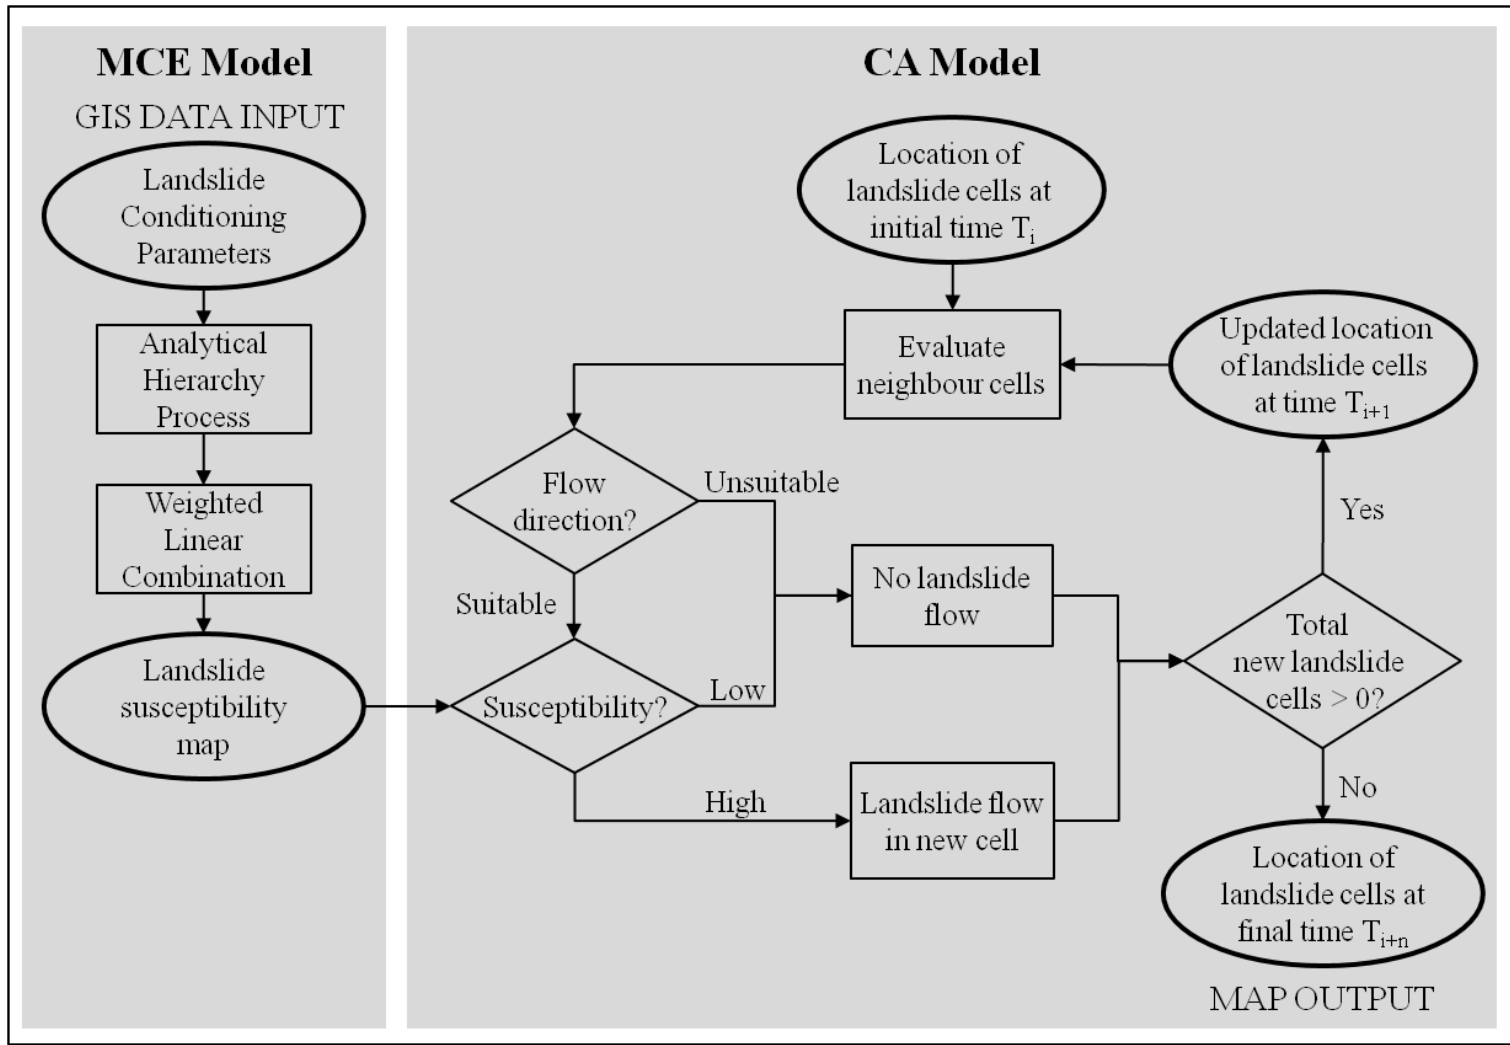 MCE Model
GIS DATA INPUT
Landslide
Conditioning
Parameters
Analytical
Hierarchy
Process
Weighted
Linear
Combination
Landslide
susceptibility
map
CA Model
Location of
landslide cells at
initial time Ti
Evaluate
neighbour cells
Updated location
of landslide cells
at time Ti+1
Flow
direction?
Unsuitable
Suitable
Susceptibility?
Low
High
No landslide
flow
Landslide flow
in new cell
Total
new landslide
cells > 0?
Yes
No
Location of
landslide cells at
final time Ti+n
MAP OUTPUT